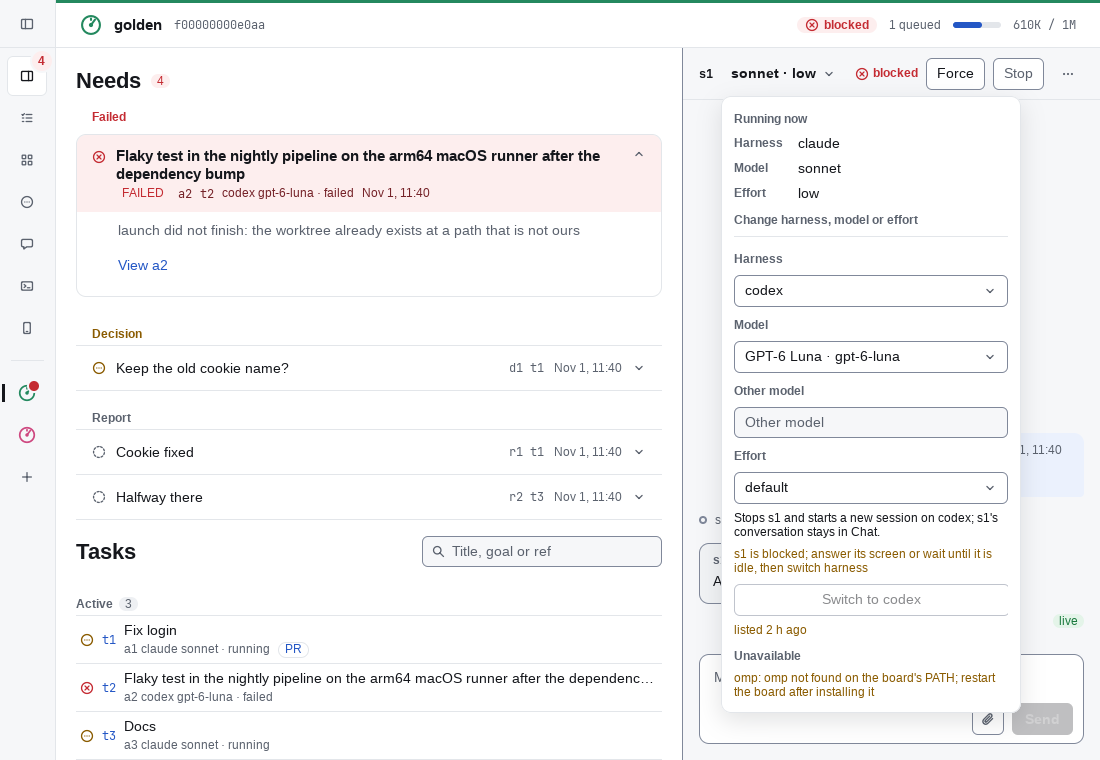 golden f00000000e0aa
blocked 1 queued 610K / 1M
4
Needs 4
Failed
Flaky test in the nightly pipeline on the arm64 macOS runner after the
dependency bump
FAILED a2 t2 codex gpt-6-luna · failed Nov 1, 11:40
launch did not finish: the worktree already exists at a path that is not ours
View a2
Decision
Keep the old cookie name? d1 t1 Nov 1, 11:40
Report
Cookie fixed r1 t1 Nov 1, 11:40
Halfway there r2 t3 Nov 1, 11:40
Tasks
Title, goal or ref
Active 3
t1 Fix login
a1 claude sonnet · running PR
t2 Flaky test in the nightly pipeline on the arm64 macOS runner after the dependenc…
a2 codex gpt-6-luna · failed
t3 Docs
a3 claude sonnet · running
s1 sonnet · low blocked Force Stop
Running now
Harness claude
Model sonnet
Effort low
Change harness, model or effort
Harness
codex
Model
GPT-6 Luna · gpt-6-luna
Other model
Other model
Effort
default
Stops s1 and starts a new session on codex; s1's
conversation stays in Chat.
s1 is blocked; answer its screen or wait until it is
idle, then switch harness
Switch to codex
listed 2 h ago
Unavailable
omp: omp not found on the board's PATH; restart
the board after installing it
11:40
live
Send